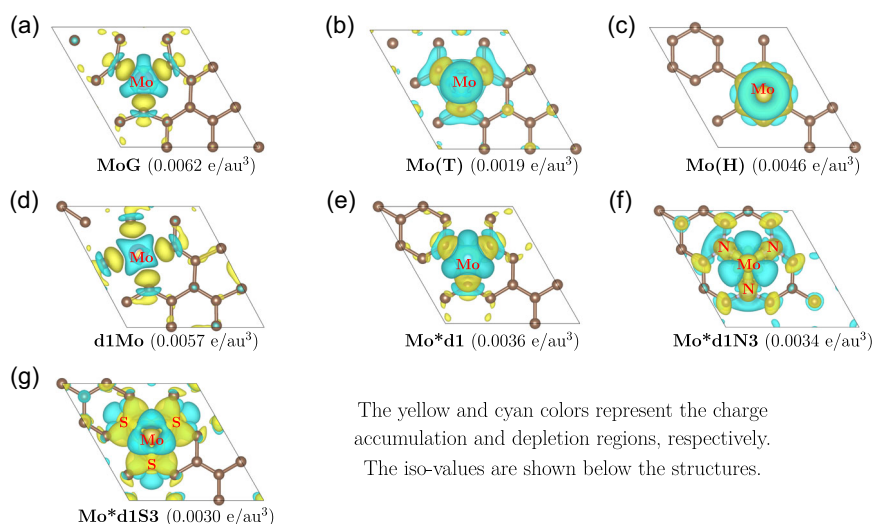 (a)
(b)
(c)
Mo
Mo
Mo
MoG (0.0062 e/au³)
Mo(T) (0.0019 e/au³)
Mo(H) (0.0046 e/au³)
(d)
(e)
(f)
Mo
Mo
N N
Mo
N
d1Mo (0.0057 e/au³)
Mo*d1 (0.0036 e/au³)
Mo*d1N3 (0.0034 e/au³)
(g)
S S
Mo
S
Mo*d1S3 (0.0030 e/au³)
The yellow and cyan colors represent the charge
accumulation and depletion regions, respectively.
The iso-values are shown below the structures.